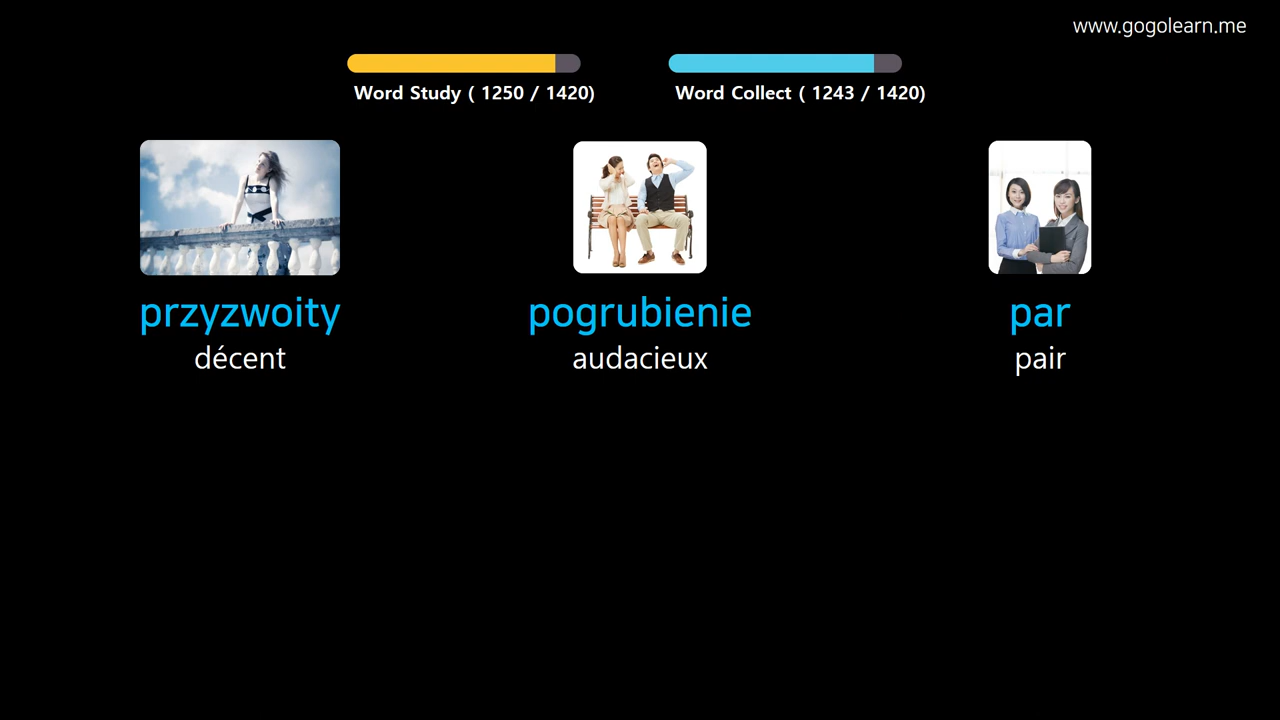 www.gogolearn.me
Word Study ( 1250 / 1420)
Word Collect ( 1243 / 1420)
przyzwoity
pogrubienie
par
décent
audacieux
pair